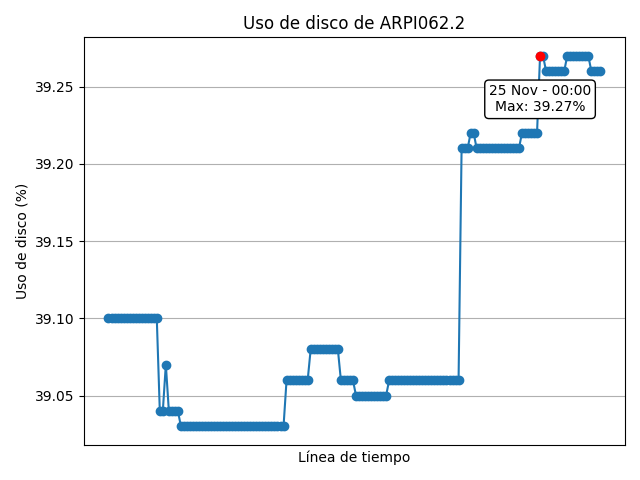 Uso de disco de ARPI062.2
Uso de disco (%)
39.25
39.20
39.15
39.10
39.05
25 Nov - 00:00
Max: 39.27%
Línea de tiempo